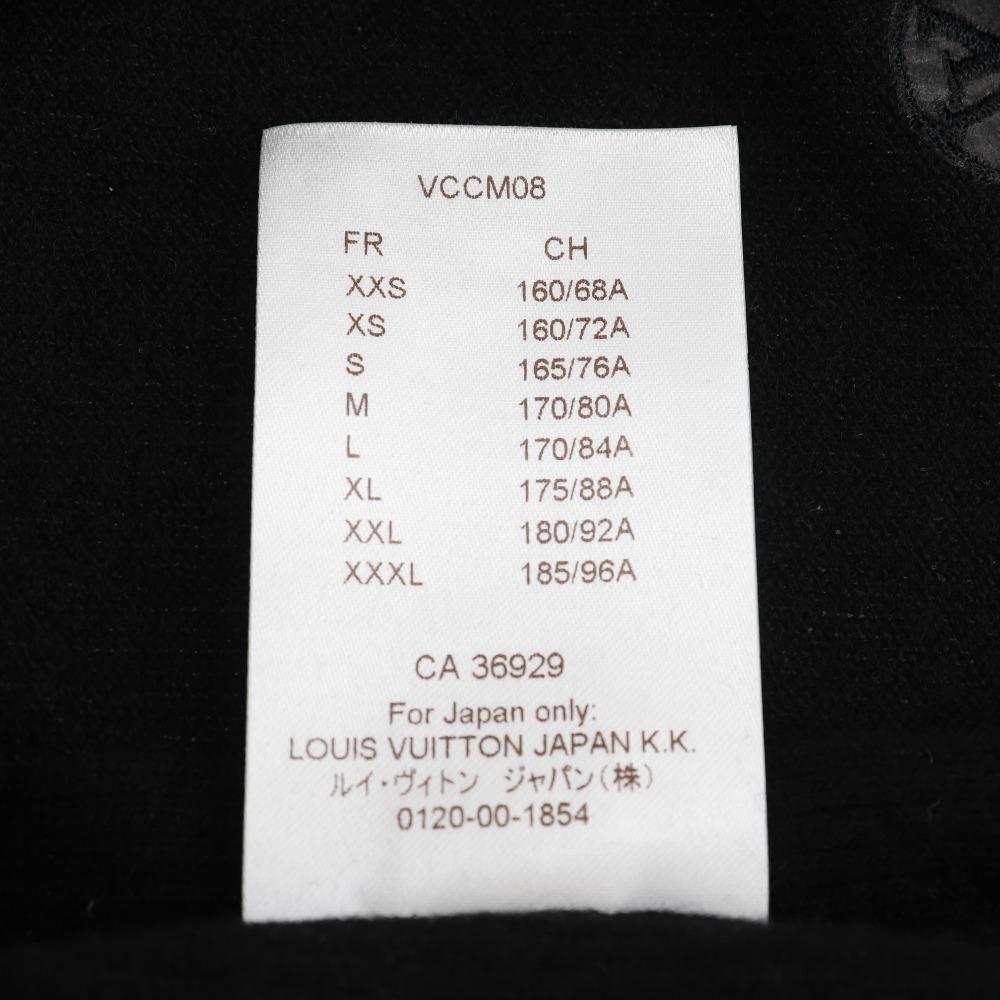 VCCM08
FR CH
XXS 160/68A
XS 160/72A
S 165/76A
M 170/80A
L 170/84A
XL 175/88A
XXL 180/92A
XXXL 185/96A
CA 36929
For Japan only:
LOUIS VUITTON JAPAN K.K.
ルイ・ヴィトン ジャパン(株)
0120-00-1854